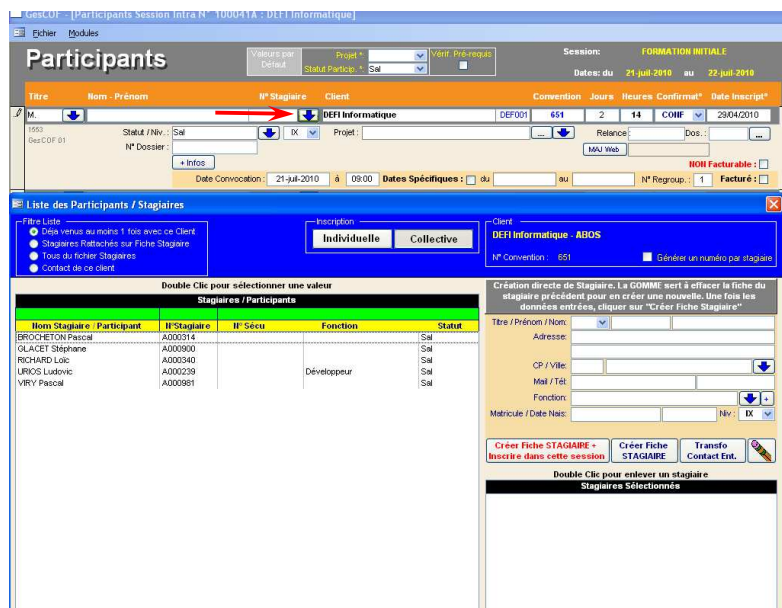 GesCOF - [Participants Session Intra N° 100041A : DEFI Informatique]
Fichier Modules
Participants
Valeurs par Défaut
Projet *
Statut Particip. *: Sal
Vérif. Pré-requis
Session: FORMATION INITIALE
Dates: du 21-juil-2010 au 22-juil-2010
Titre Nom - Prénom N° Stagiaire Client Convention Jours Heures Confirmat° Date Inscript°
M. DEFI Informatique DEF001 651 2 14 CONF 29/04/2010
1553
GesCOF 01
Statut / Niv. : Sal IX Projet : ... Relance : Dos. : ...
N° Dossier :
MAJ Web
+ Infos
NON Facturable :
Date Convocation : 21-juil-2010 à 09:00 Dates Spécifiques : du au N° Regroup. : 1 Facturé :
Liste des Participants / Stagiaires
Filtre Liste
Déja venus au moins 1 fois avec ce Client
Stagiaires Rattachés sur Fiche Stagiaire
Tous du fichier Stagiaires
Contact de ce client
Inscription
Individuelle Collective
Client
DEFI Informatique - ABOS
N° Convention : 651
Générer un numéro par stagiaire
Double Clic pour sélectionner une valeur
Stagiaires / Participants
Nom Stagiaire / Participant N°Stagiaire N° Sécu Fonction Statut
BROCHETON Pascal A000314 Sal
GLACET Stéphane A000900 Sal
RICHARD Loïc A000340 Sal
URIOS Ludovic A000239 Développeur Sal
VIRY Pascal A000981 Sal
Création directe de Stagiaire. La GOMME sert à effacer la fiche du
stagiaire précédent pour en créer une nouvelle. Une fois les
données entrées, cliquer sur "Créer Fiche Stagiaire"
Titre / Prénom / Nom:
Adresse:
CP / Ville:
Mail / Tél:
Fonction: +
Matricule / Date Nais: Niv : IX
Créer Fiche STAGIAIRE + Inscrire dans cette session
Créer Fiche STAGIAIRE
Transfo Contact Ent.
Double Clic pour enlever un stagiaire
Stagiaires Sélectionnés